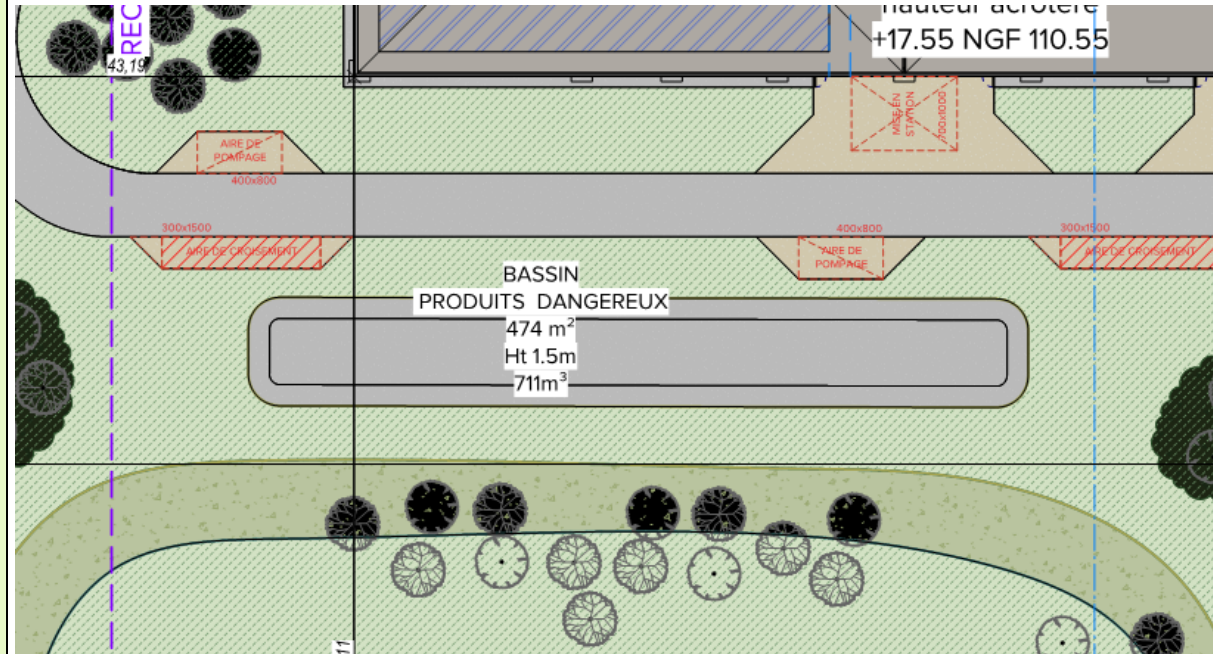 hauteur acrotère
+17.55 NGF 110.55
REC
43,19
AIRE DE
POMPAGE
400x800
MISE EN
STATION
700x1000
300x1500
AIRE DE CROISEMENT
400x800
AIRE DE
POMPAGE
300x1500
AIRE DE CROISEMENT
BASSIN
PRODUITS DANGEREUX
474 m²
Ht 1.5m
711m³
11